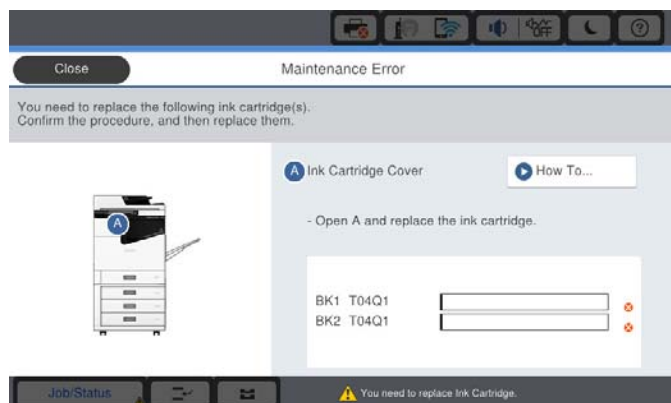 OFF
Close
Maintenance Error
You need to replace the following ink cartridge(s).
Confirm the procedure, and then replace them.
A Ink Cartridge Cover
How To...
A
- Open A and replace the ink cartridge.
BK1 T04Q1
BK2 T04Q1
Job/Status
You need to replace Ink Cartridge.